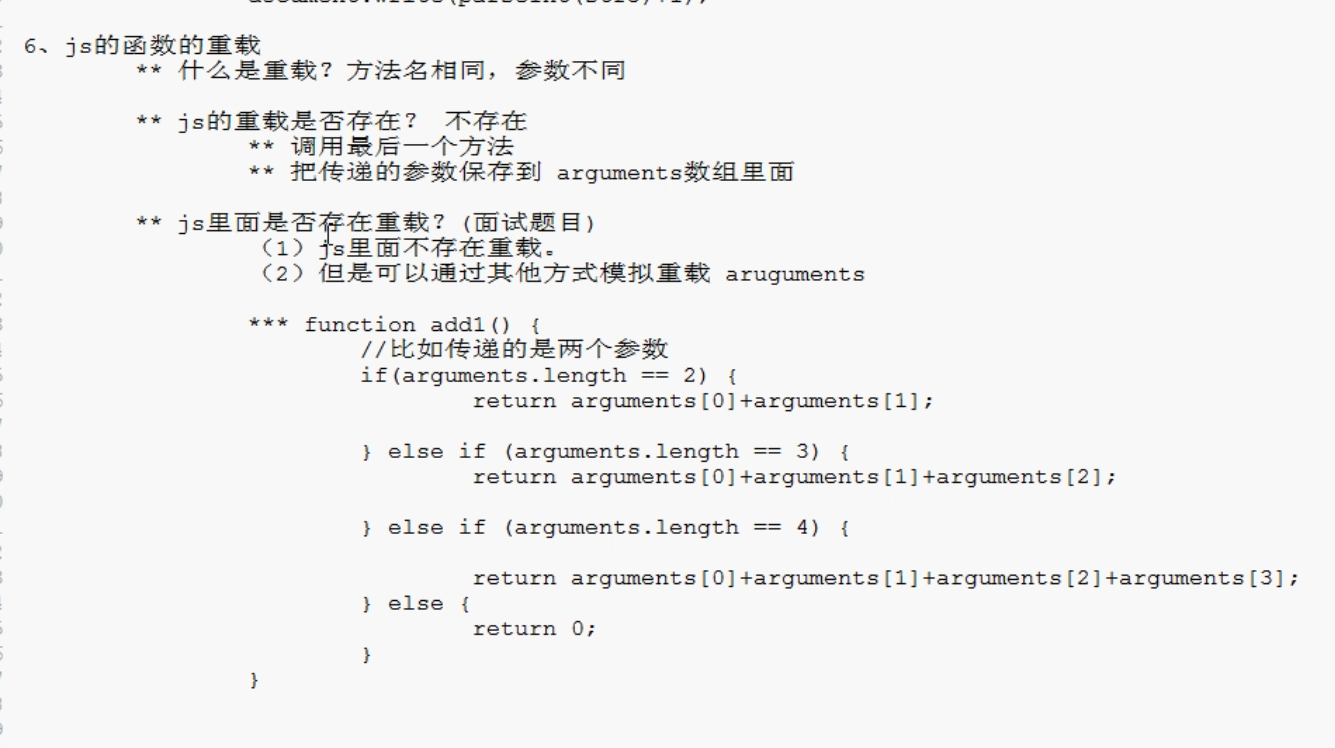 6、js的函数的重载
** 什么是重载？方法名相同，参数不同
** js的重载是否存在？ 不存在
** 调用最后一个方法
** 把传递的参数保存到 arguments数组里面
** js里面是否存在重载？(面试题目)
（1）js里面不存在重载。
（2）但是可以通过其他方式模拟重载 aruguments
*** function add1() {
//比如传递的是两个参数
if(arguments.length == 2) {
return arguments[0]+arguments[1];
} else if (arguments.length == 3) {
return arguments[0]+arguments[1]+arguments[2];
} else if (arguments.length == 4) {
return arguments[0]+arguments[1]+arguments[2]+arguments[3];
} else {
return 0;
}
}